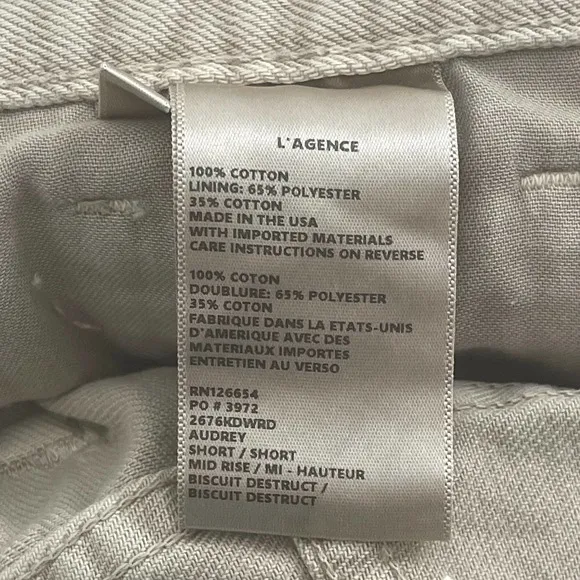 L'AGENCE
100% COTTON
LINING: 65% POLYESTER
35% COTTON
MADE IN THE USA
WITH IMPORTED MATERIALS
CARE INSTRUCTIONS ON REVERSE
100% COTON
DOUBLURE: 65% POLYESTER
35% COTON
FABRIQUE DANS LA ETATS-UNIS
D'AMERIQUE AVEC DES
MATERIAUX IMPORTES
ENTRETIEN AU VERSO
RN126654
PO # 3972
2676KDWRD
AUDREY
SHORT / SHORT
MID RISE / MI - HAUTEUR
BISCUIT DESTRUCT /
BISCUIT DESTRUCT